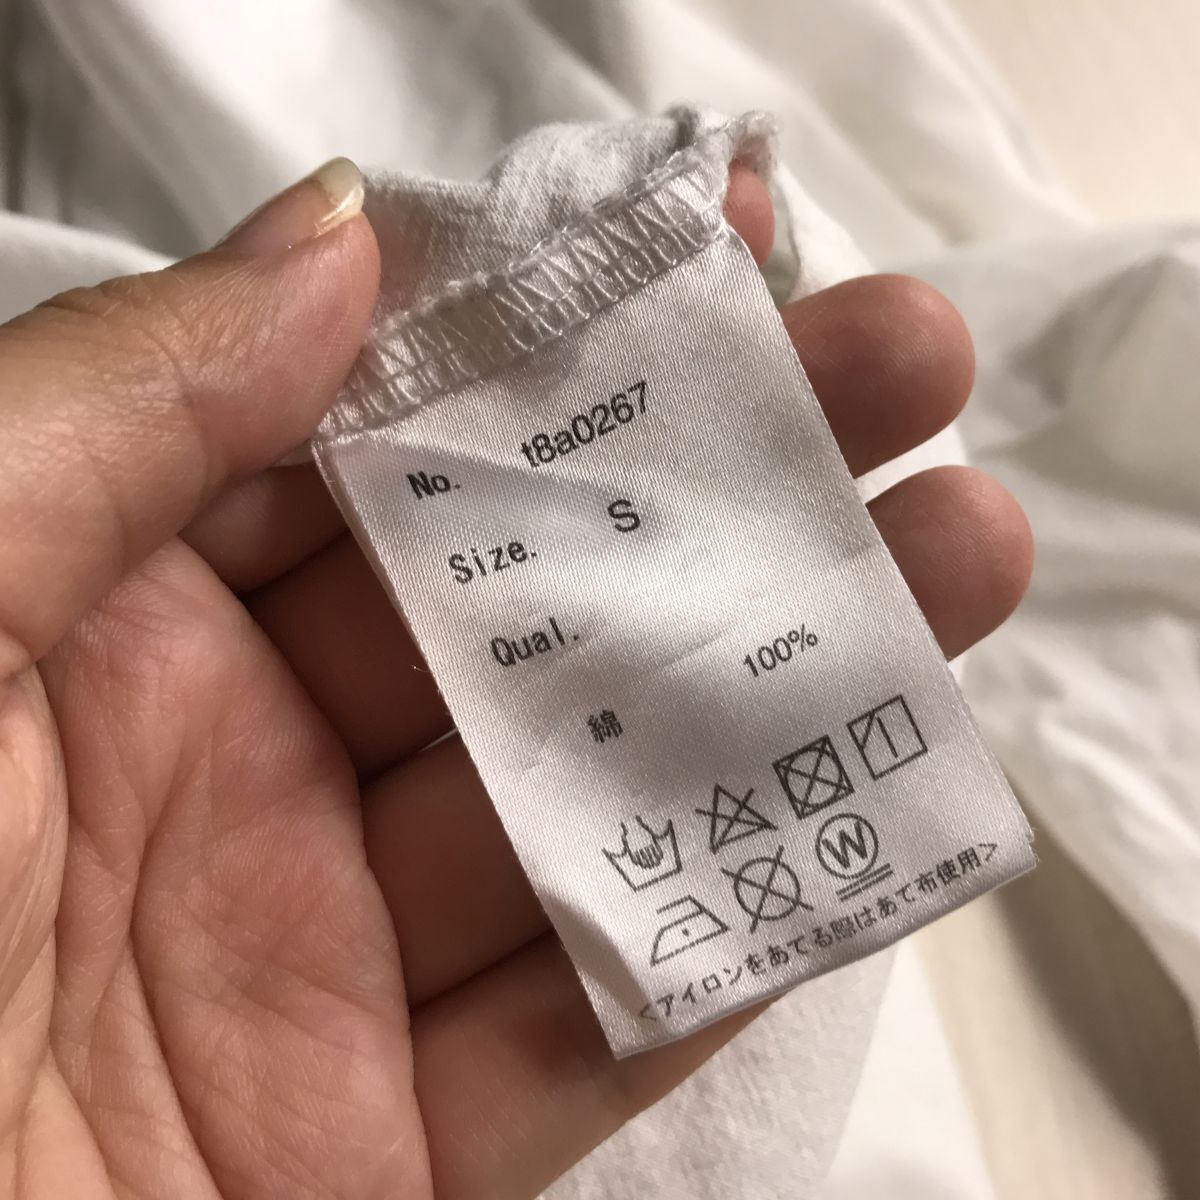 No. t8a0267
Size. S
Qual.
綿 100%
W
<アイロンをあてる際はあて布使用>